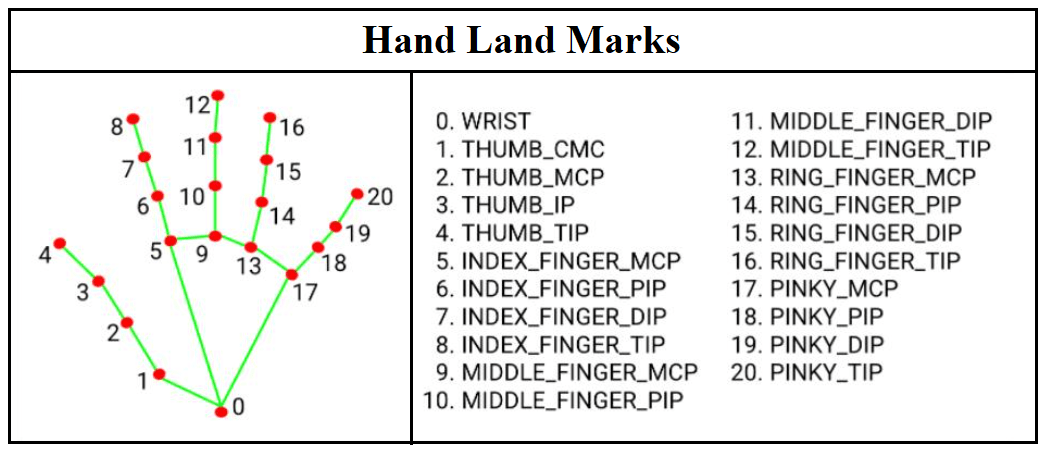 Hand Land Marks
12
8
16
11
7
15
10
6
20
14
19
5
9
4
13
18
3
17
2
1
0
0. WRIST
1. THUMB_CMC
2. THUMB_MCP
3. THUMB_IP
4. THUMB_TIP
5. INDEX_FINGER_MCP
6. INDEX_FINGER_PIP
7. INDEX_FINGER_DIP
8. INDEX_FINGER_TIP
9. MIDDLE_FINGER_MCP
10. MIDDLE_FINGER_PIP
11. MIDDLE_FINGER_DIP
12. MIDDLE_FINGER_TIP
13. RING_FINGER_MCP
14. RING_FINGER_PIP
15. RING_FINGER_DIP
16. RING_FINGER_TIP
17. PINKY_MCP
18. PINKY_PIP
19. PINKY_DIP
20. PINKY_TIP